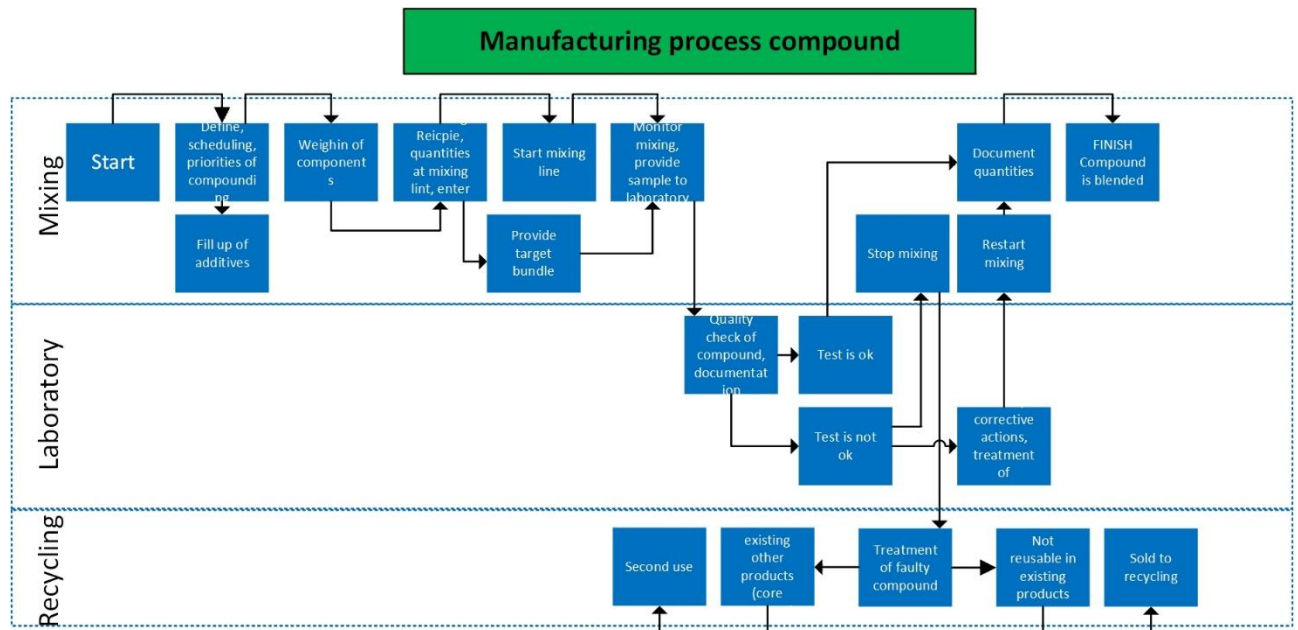 Manufacturing process compound
Mixing
Start
Define,
scheduling,
priorities of
compoundi
ng
Weighin of
component
s
Reicpie,
quantities
at mixing
lint, enter
Start mixing
line
Monitor
mixing,
provide
sample to
laboratory
Document
quantities
FINISH
Compound
is blended
Fill up of
additives
Provide
target
bundle
Stop mixing
Restart
mixing
Laboratory
Quality
check of
compound,
documentat
ion
Test is ok
Test is not
ok
corrective
actions,
treatment
of
Recycling
Second use
existing
other
products
(core
Treatment
of faulty
compound
Not
reusable in
existing
products
Sold to
recycling